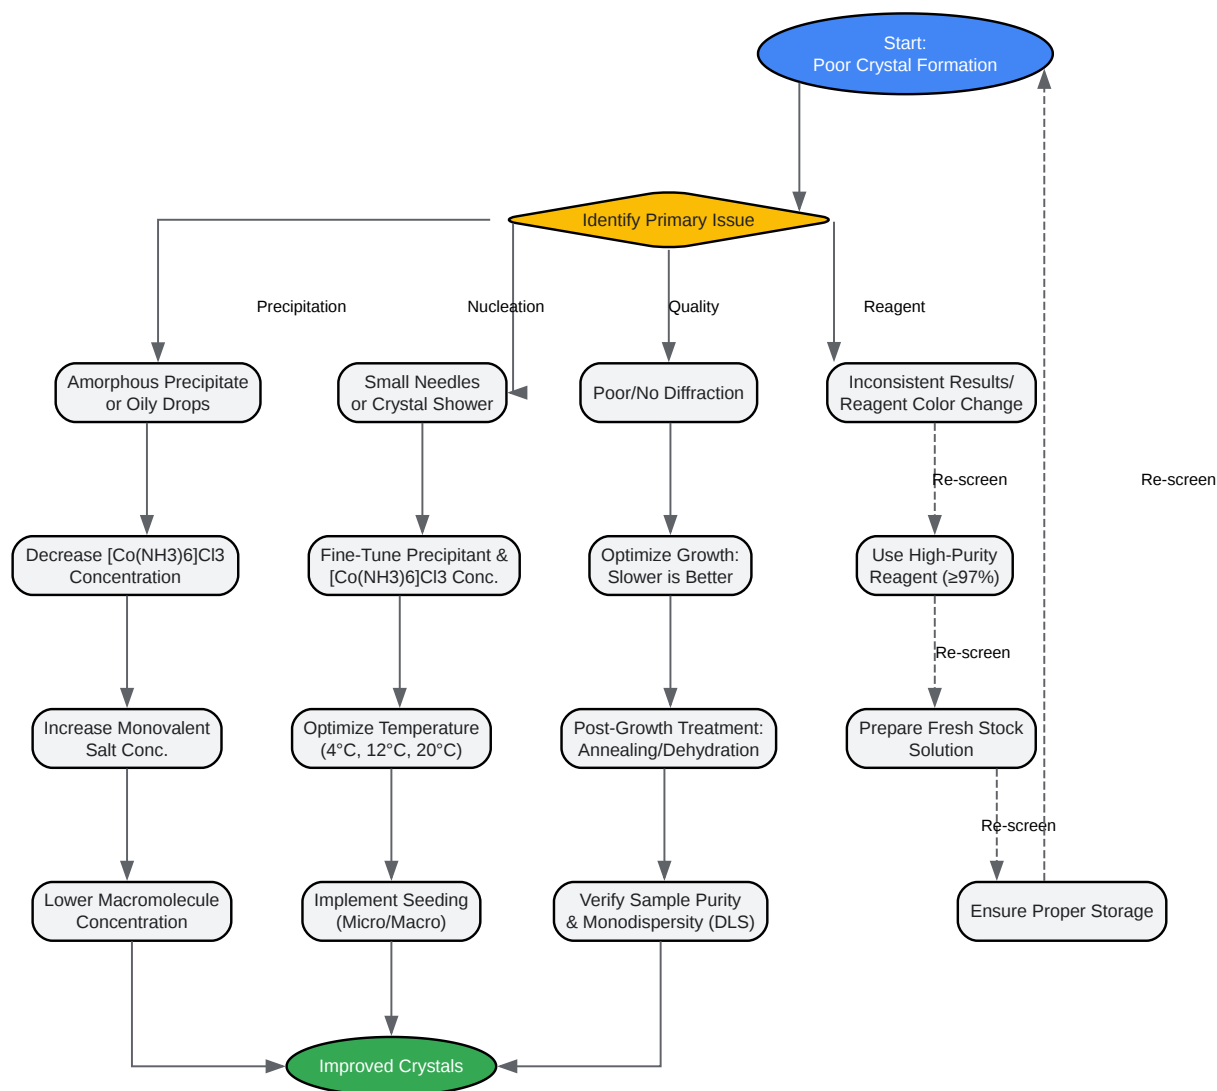 Start:
Poor Crystal Formation
Identify Primary Issue
Precipitation
Nucleation
Quality
Reagent
Amorphous Precipitate
or Oily Drops
Small Needles
or Crystal Shower
Poor/No Diffraction
Inconsistent Results/
Reagent Color Change
Re-screen
Re-screen
Decrease [Co(NH3)6]Cl3
Concentration
Fine-Tune Precipitant &
[Co(NH3)6]Cl3 Conc.
Optimize Growth:
Slower is Better
Use High-Purity
Reagent (≥97%)
Re-screen
Increase Monovalent
Salt Conc.
Optimize Temperature
(4°C, 12°C, 20°C)
Post-Growth Treatment:
Annealing/Dehydration
Prepare Fresh Stock
Solution
Re-screen
Lower Macromolecule
Concentration
Implement Seeding
(Micro/Macro)
Verify Sample Purity
& Monodispersity (DLS)
Ensure Proper Storage
Improved Crystals